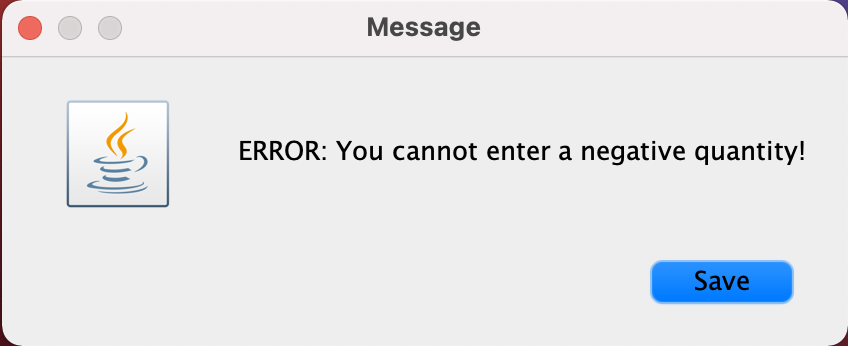 Message
ERROR: You cannot enter a negative quantity!
Save